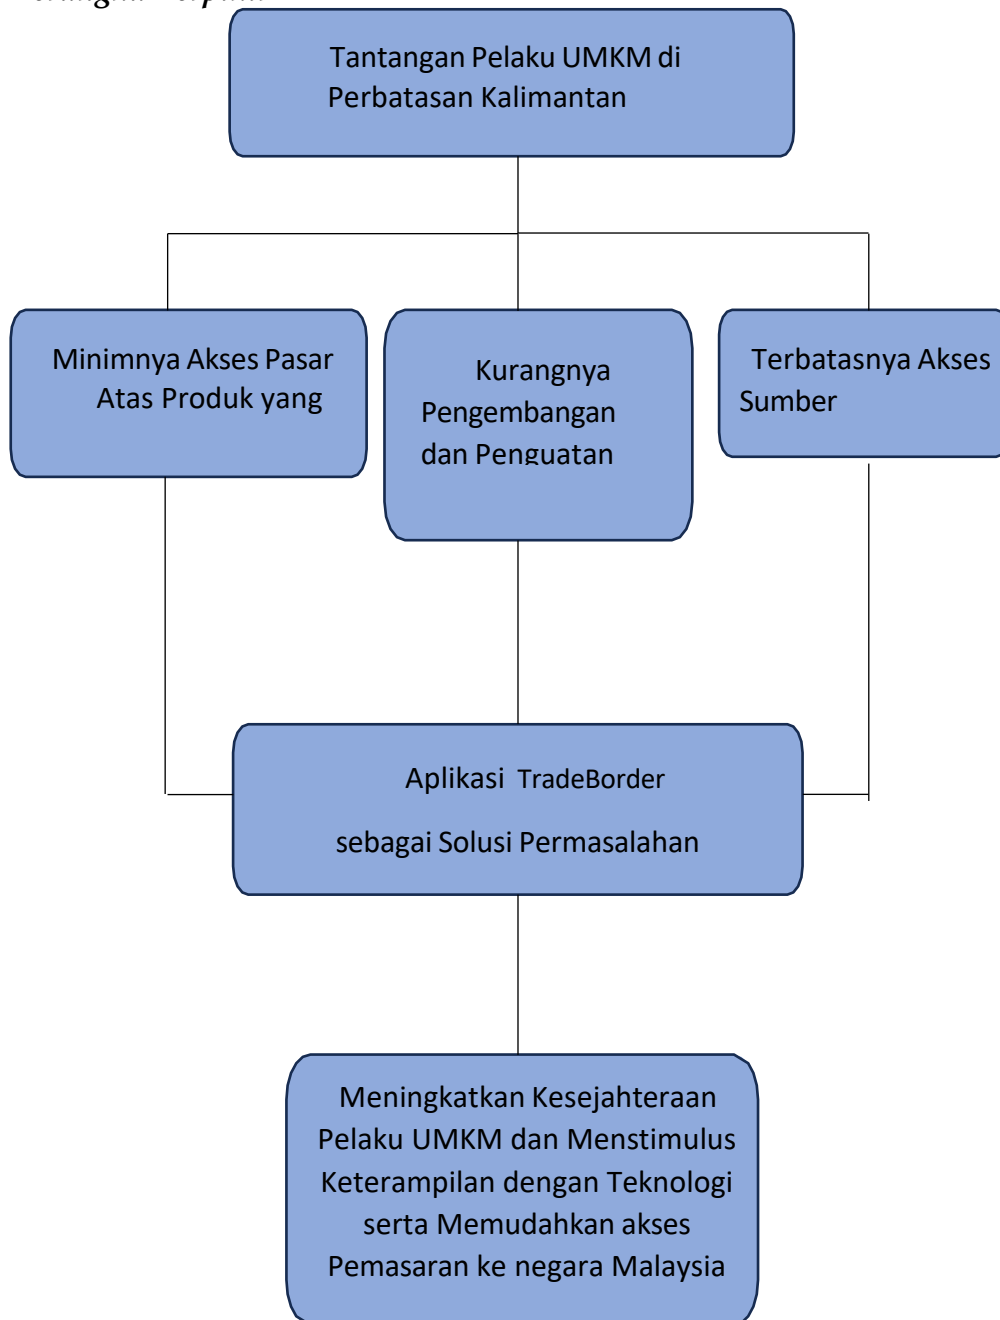 Tantangan Pelaku UMKM di
Perbatasan Kalimantan
Minimnya Akses Pasar
Atas Produk yang
Kurangnya
Pengembangan
dan Penguatan
Terbatasnya Akses
Sumber
Aplikasi TradeBorder
sebagai Solusi Permasalahan
Meningkatkan Kesejahteraan
Pelaku UMKM dan Menstimulus
Keterampilan dengan Teknologi
serta Memudahkan akses
Pemasaran ke negara Malaysia